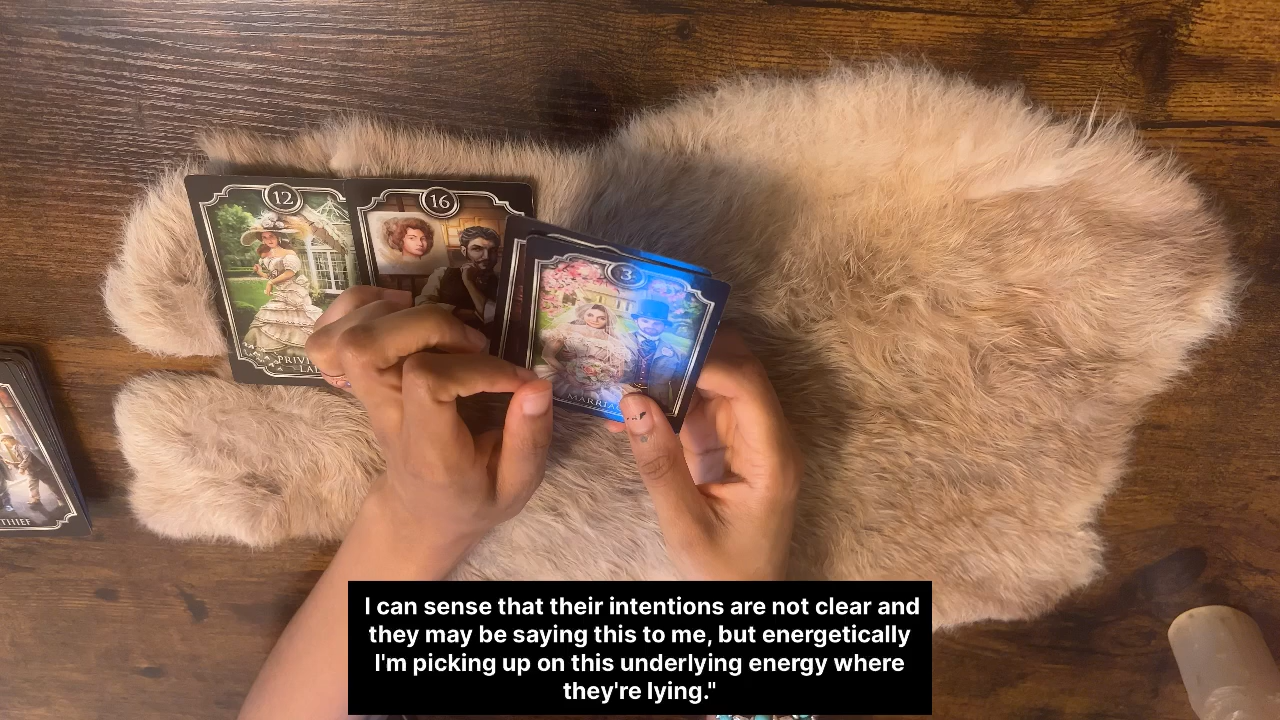 12
16
3
THIEF
I can sense that their intentions are not clear and
they may be saying this to me, but energetically
I'm picking up on this underlying energy where
they're lying."